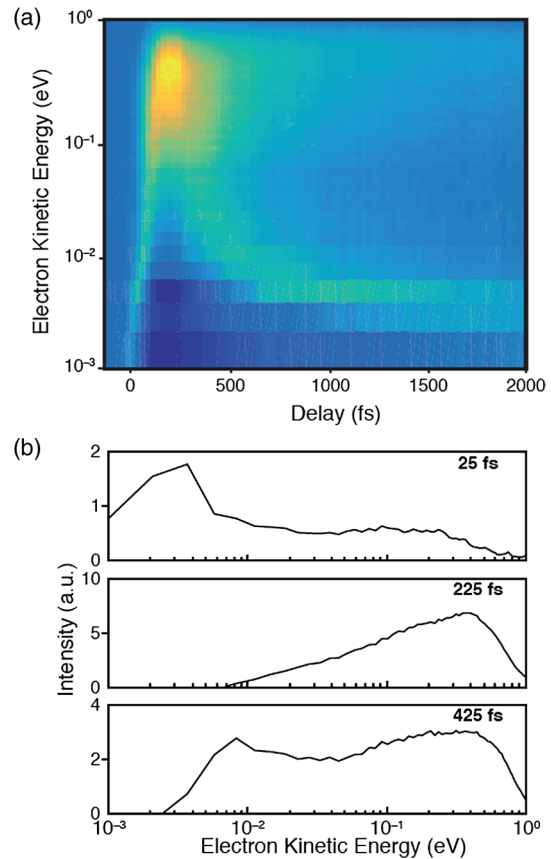 (a)
Electron Kinetic Energy (eV)
10⁰
10⁻¹
10⁻²
10⁻³
0 500 1000 1500 2000
Delay (fs)
(b)
Intensity (a.u.)
2
1
0
25 fs
10
5
0
225 fs
4
2
0
425 fs
10⁻³ 10⁻² 10⁻¹ 10⁰
Electron Kinetic Energy (eV)